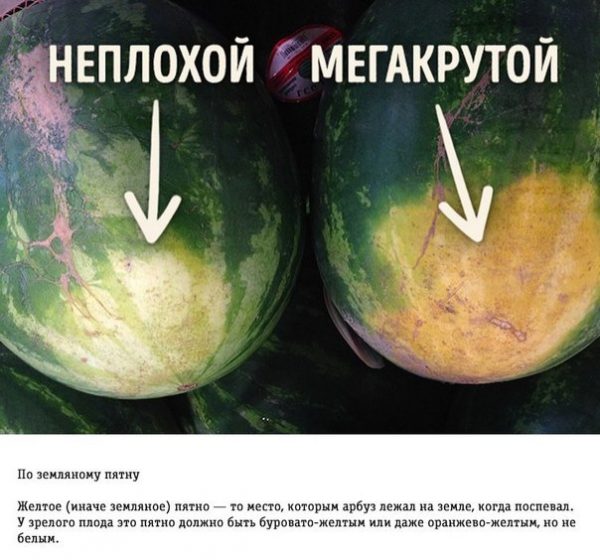 НЕПЛОХОЙ МЕГАКРУТОЙ
По земляному пятну
Желтое (иначе земляное) пятно — то место, которым арбуз лежал на земле, когда поспевал.
У зрелого плода это пятно должно быть буровато-желтым или даже оранжево-желтым, но не
белым.